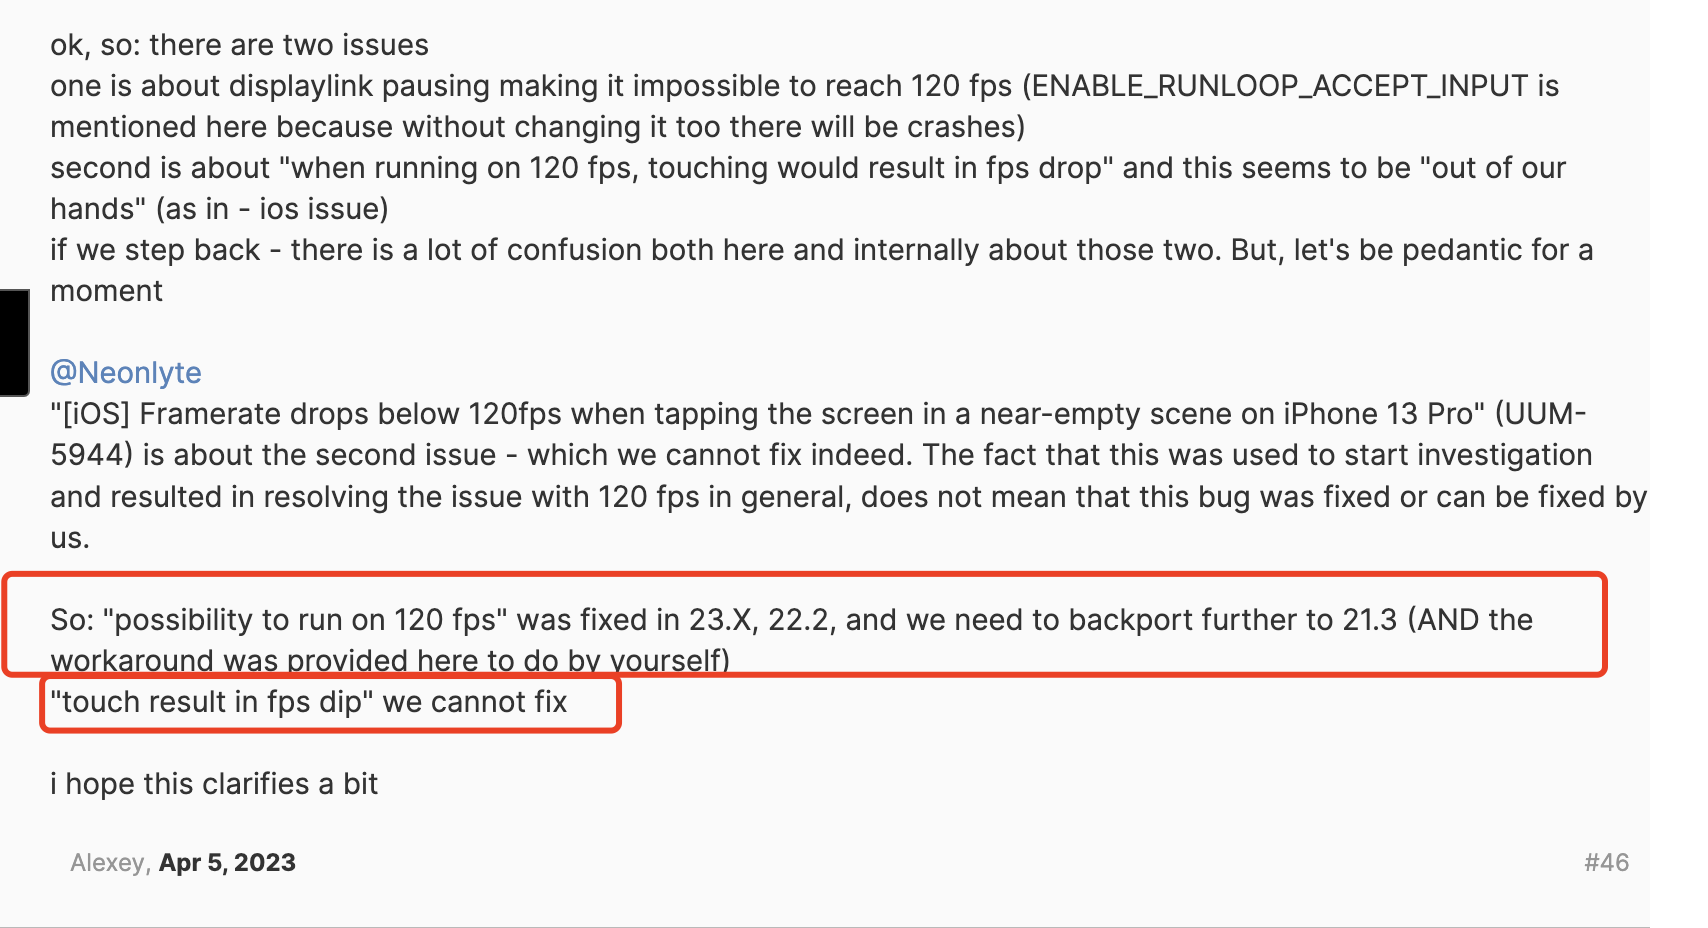 ok, so: there are two issues
one is about displaylink pausing making it impossible to reach 120 fps (ENABLE_RUNLOOP_ACCEPT_INPUT is
mentioned here because without changing it too there will be crashes)
second is about "when running on 120 fps, touching would result in fps drop" and this seems to be "out of our
hands" (as in - ios issue)
if we step back - there is a lot of confusion both here and internally about those two. But, let's be pedantic for a
moment
@Neonlyte
"[iOS] Framerate drops below 120fps when tapping the screen in a near-empty scene on iPhone 13 Pro" (UUM-
5944) is about the second issue - which we cannot fix indeed. The fact that this was used to start investigation
and resulted in resolving the issue with 120 fps in general, does not mean that this bug was fixed or can be fixed by
us.
So: "possibility to run on 120 fps" was fixed in 23.X, 22.2, and we need to backport further to 21.3 (AND the
workaround was provided here to do by yourself)
"touch result in fps dip" we cannot fix
i hope this clarifies a bit
Alexey, Apr 5, 2023 #46